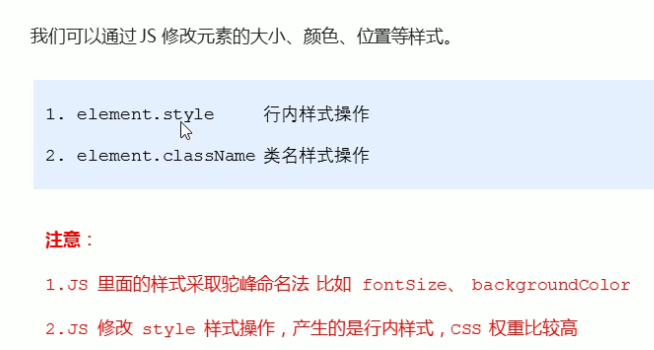 我们可以通过 JS 修改元素的大小、颜色、位置等样式。
1. element.style 行内样式操作
2. element.className 类名样式操作
注意：
1.JS 里面的样式采取驼峰命名法 比如 fontSize、 backgroundColor
2.JS 修改 style 样式操作，产生的是行内样式，CSS 权重比较高